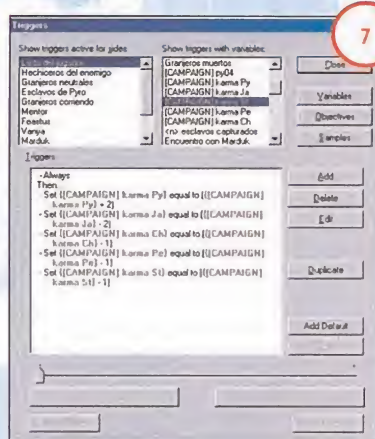 7
Triggers
Show triggers active for sides:
Show triggers with variables:
Hechiceros del enemigo
Granjeros neutrales
Esclavos de Pyro
Granjeros corriendo
Mentor
Feastus
Vanya
Marduk
Granjeros muertos
[CAMPAIGN] py04
[CAMPAIGN] karma Py
[CAMPAIGN] karma Ja
[CAMPAIGN] karma St
[CAMPAIGN] karma Pe
[CAMPAIGN] karma Ch
<n> esclavos capturados
Encuentro con Marduk
Done
Variables
Objectives
Samples
Triggers
- Always
Then
- Set ([CAMPAIGN] karma Py) equal to [([CAMPAIGN]
karma Py) + 2]
- Set ([CAMPAIGN] karma Ja) equal to [([CAMPAIGN]
karma Ja) - 2]
- Set ([CAMPAIGN] karma Ch) equal to [([CAMPAIGN]
karma Ch) - 1]
- Set ([CAMPAIGN] karma Pe) equal to [([CAMPAIGN]
karma Pe) - 1]
- Set ([CAMPAIGN] karma St) equal to [([CAMPAIGN]
karma St) - 1]
Add
Delete
Edit
Duplicate
Add Default